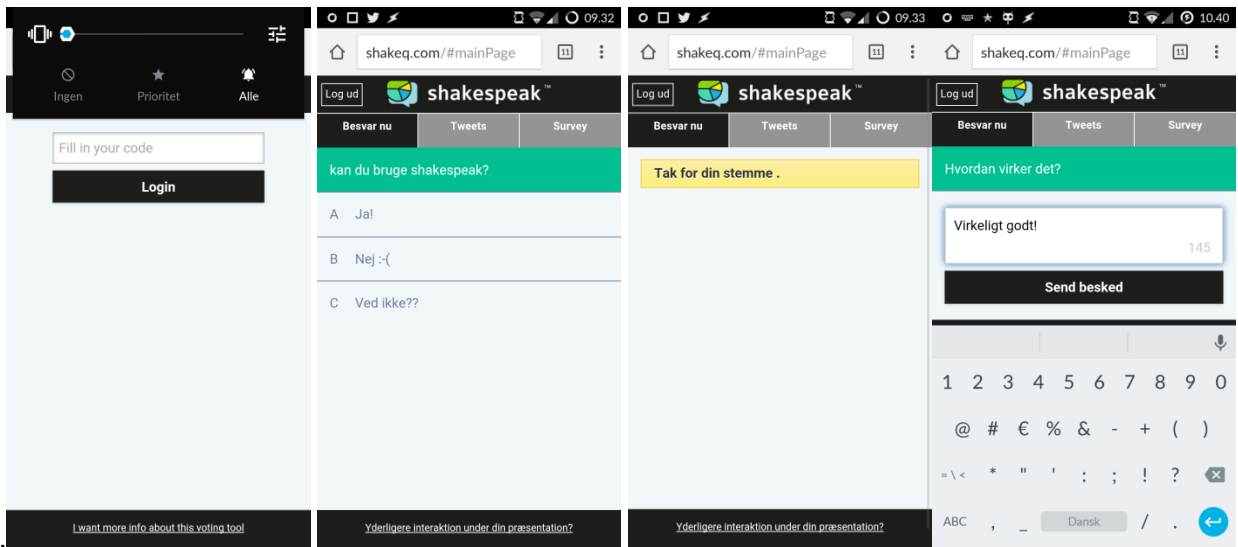 Ingen
Prioritet
Alle
Fill in your code
Login
I want more info about this voting tool
09.32
shakeq.com/#mainPage
11
Log ud
shakespeak™
Besvar nu
Tweets
Survey
kan du bruge shakespeak?
A Ja!
B Nej :-(
C Ved ikke??
Yderligere interaktion under din præsentation?
09.33
shakeq.com/#mainPage
11
Log ud
shakespeak™
Besvar nu
Tweets
Survey
Tak for din stemme .
Yderligere interaktion under din præsentation?
10.40
shakeq.com/#mainPage
11
Log ud
shakespeak™
Besvar nu
Tweets
Survey
Hvordan virker det?
Virkeligt godt!
145
Send besked
1 2 3 4 5 6 7 8 9 0
@ # € % & - + ( )
= \ < * " ' : ; ! ?
ABC , _ Dansk / .